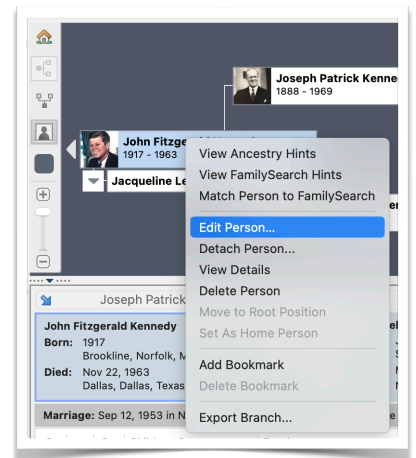 Joseph Patrick Kenne
1888 - 1969
John Fitzge
1917 - 1963
Jacqueline Le
View Ancestry Hints
View FamilySearch Hints
Match Person to FamilySearch
Edit Person...
Detach Person...
View Details
Delete Person
Move to Root Position
Set As Home Person
Add Bookmark
Delete Bookmark
Export Branch...
Joseph Patrick
John Fitzgerald Kennedy
Born: 1917
Brookline, Norfolk, M
Died: Nov 22, 1963
Dallas, Dallas, Texas
Marriage: Sep 12, 1953 in N